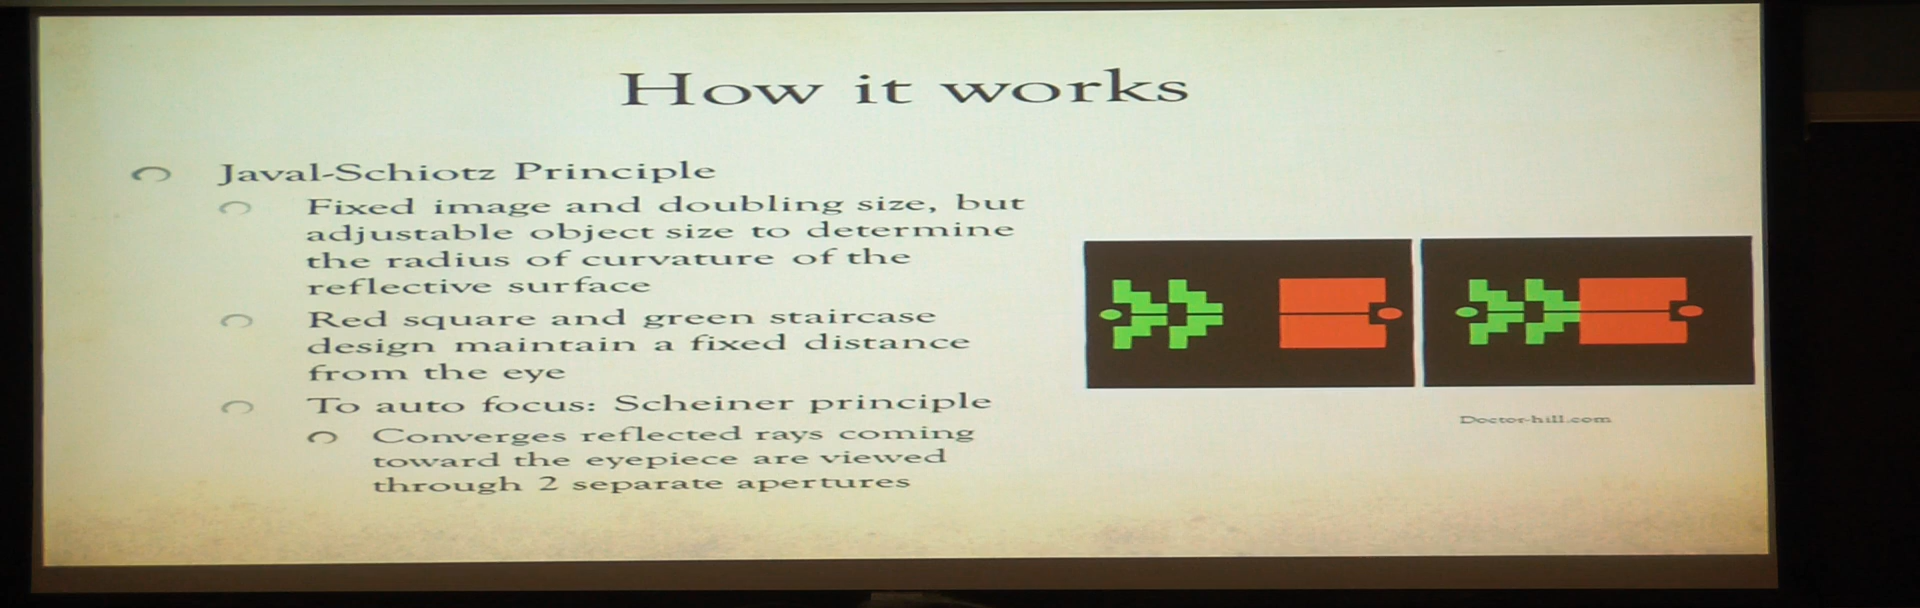 How it works
Javal-Schiotz Principle
Fixed image and doubling size, but
adjustable object size to determine
the radius of curvature of the
reflective surface
Red square and green staircase
design maintain a fixed distance
from the eye
To auto focus: Scheiner principle
Converges reflected rays coming
toward the eyepiece are viewed
through 2 separate apertures
Doctor-hill.com